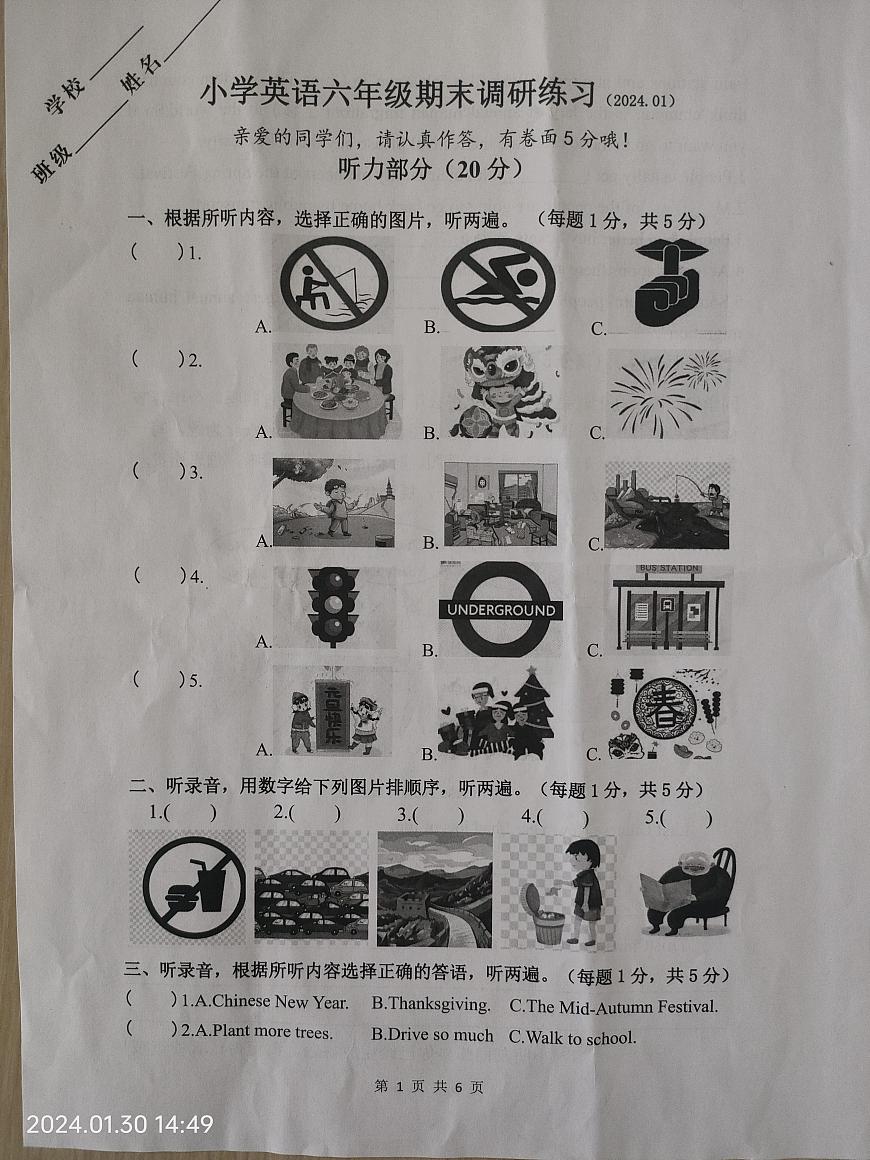 学校
班级
姓名
小学英语六年级期末调研练习（2024.01）
亲爱的同学们，请认真作答，有卷面5分哦！
听力部分（20分）
一、根据所听内容，选择正确的图片，听两遍。（每题1分，共5分）
（ ）1.
A. B. C.
（ ）2.
A. B. C.
（ ）3.
A. B. C.
（ ）4.
BUS STATION
UNDERGROUND
A. B. C.
（ ）5.
元旦快乐
春
A. B. C.
二、听录音，用数字给下列图片排顺序，听两遍。（每题1分，共5分）
1.( ) 2.( ) 3.( ) 4.( ) 5.( )
三、听录音，根据所听内容选择正确的答语，听两遍。（每题1分，共5分）
（ ）1.A.Chinese New Year. B.Thanksgiving. C.The Mid-Autumn Festival.
（ ）2.A.Plant more trees. B.Drive so much C.Walk to school.
第 1 页 共 6 页
2024.01.30 14:49